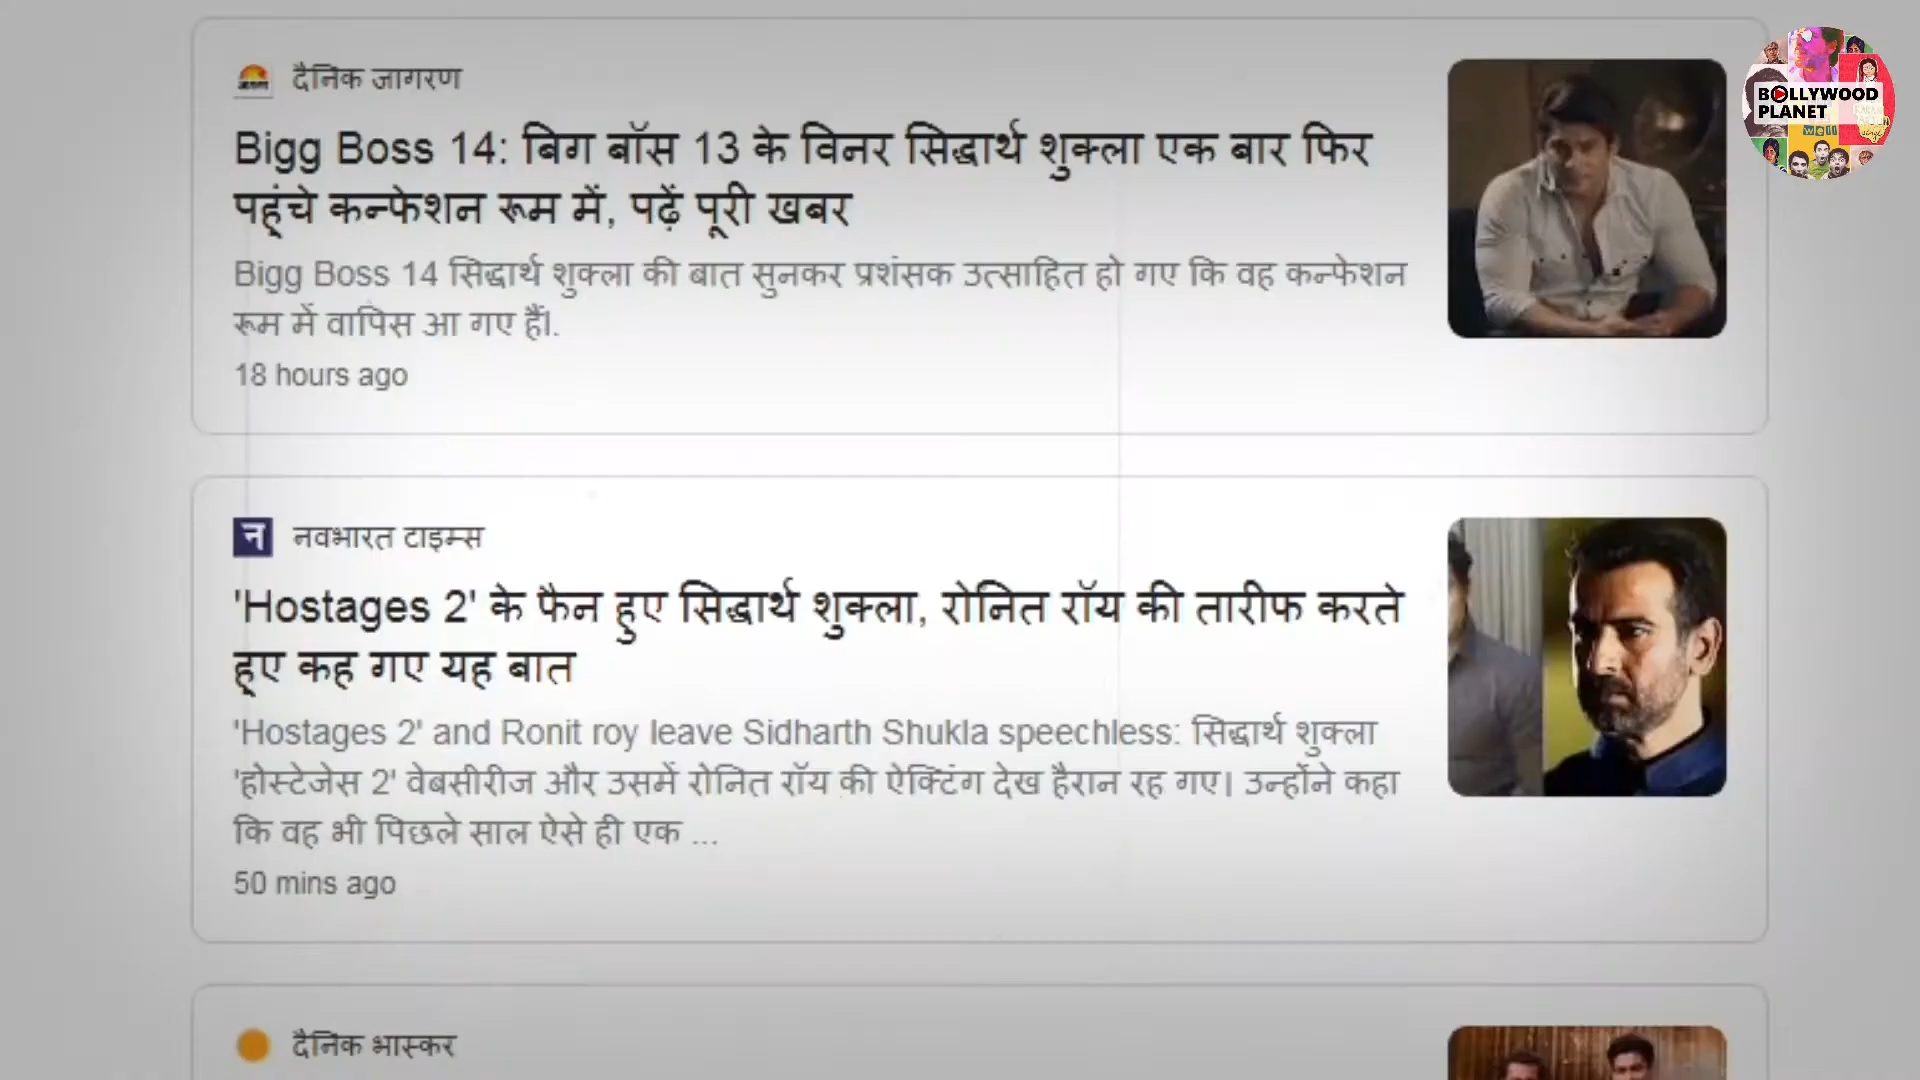 दैनिक जागरण
Bigg Boss 14: बिग बॉस 13 के विनर सिद्धार्थ शुक्ला एक बार फिर
पहुंचे कन्फेशन रूम में, पढ़ें पूरी खबर
Bigg Boss 14 सिद्धार्थ शुक्ला की बात सुनकर प्रशंसक उत्साहित हो गए कि वह कन्फेशन
रूम में वापिस आ गए हैंl.
18 hours ago
BOLLYWOOD
PLANET
well
नवभारत टाइम्स
'Hostages 2' के फैन हुए सिद्धार्थ शुक्ला, रोनित रॉय की तारीफ करते
हुए कह गए यह बात
'Hostages 2' and Ronit roy leave Sidharth Shukla speechless: सिद्धार्थ शुक्ला
'होस्टेजेस 2' वेबसीरीज और उसमें रोनित रॉय की ऐक्टिंग देख हैरान रह गए। उन्होंने कहा
कि वह भी पिछले साल ऐसे ही एक ...
50 mins ago
दैनिक भास्कर